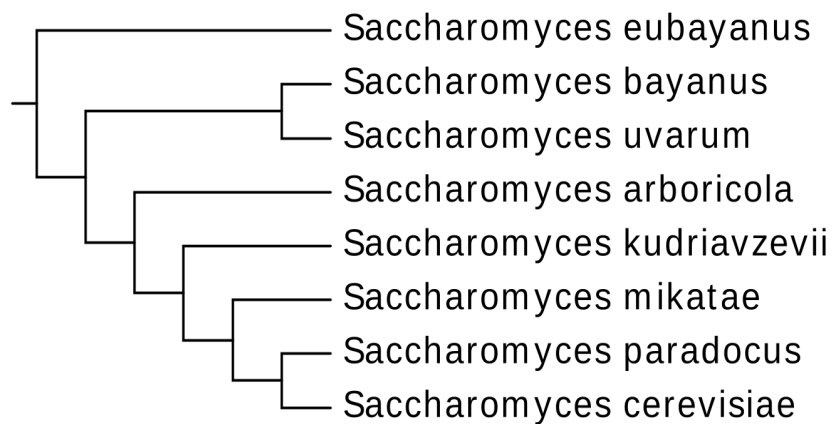 Saccharomyces eubayanus
Saccharomyces bayanus
Saccharomyces uvarum
Saccharomyces arboricola
Saccharomyces kudriavzevii
Saccharomyces mikatae
Saccharomyces paradocus
Saccharomyces cerevisiae